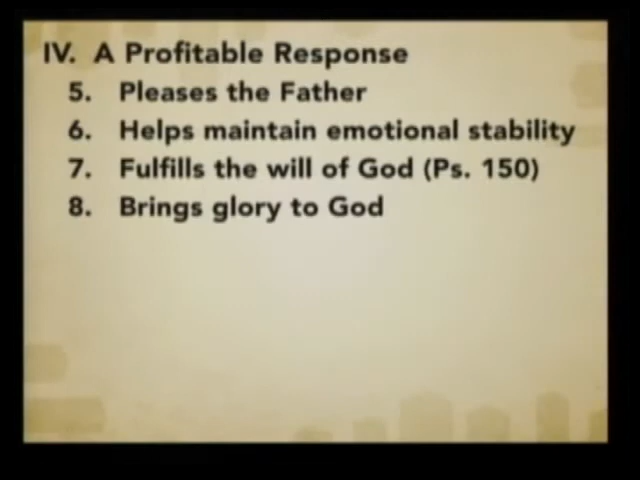 IV. A Profitable Response
5. Pleases the Father
6. Helps maintain emotional stability
7. Fulfills the will of God (Ps. 150)
8. Brings glory to God